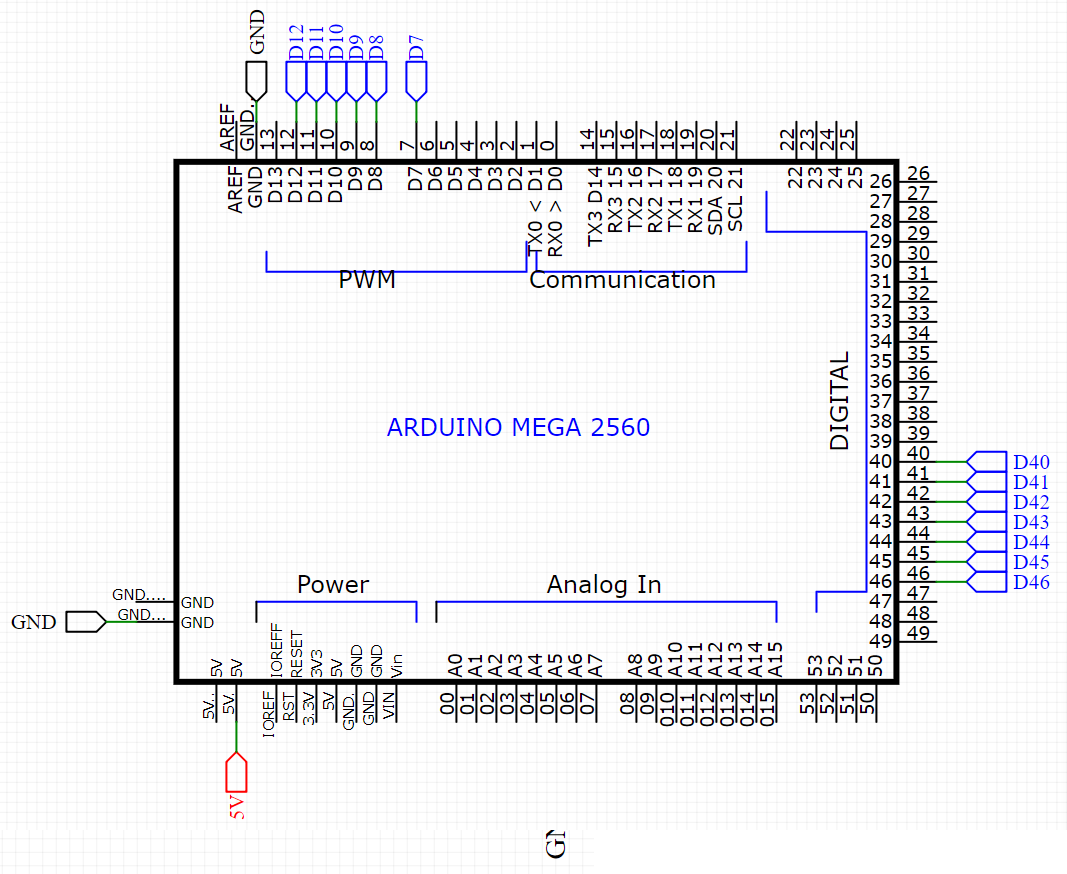 GND D12 D11 D10 D9 D8 D7
AREF GND. 13 12 11 10 9 8 7 6 5 4 3 2 1 0 14 15 16 17 18 19 20 21 22 23 24 25
AREF GND D13 D12 D11 D10 D9 D8 D7 D6 D5 D4 D3 D2 TX0 < D1 RX0 > D0 TX3 D14 RX3 15 TX2 16 RX2 17 TX1 18 RX1 19 SDA 20 SCL 21 22 23 24 25
PWM Communication
26 26
27 27
28 28
29 29
30 30
31 31
32 32
33 33
34 34
35 35
36 36
37 37
38 38
39 39
DIGITAL
ARDUINO MEGA 2560
40 40 D40
41 41 D41
42 42 D42
43 43 D43
44 44 D44
45 45 D45
46 46 D46
47 47
48 48
49 49
Power Analog In
GND.... GND
GND GND... GND
5V 5V IOREFF RESET 3V3 5V GND GND Vin A0 A1 A2 A3 A4 A5 A6 A7 A8 A9 A10 A11 A12 A13 A14 A15 53 52 51 50
5V.. 5V. IOREF RST 3.3V 5V GND. GND VIN 00 01 02 03 04 05 06 07 08 09 010 011 012 013 014 015 53 52 51 50
5V